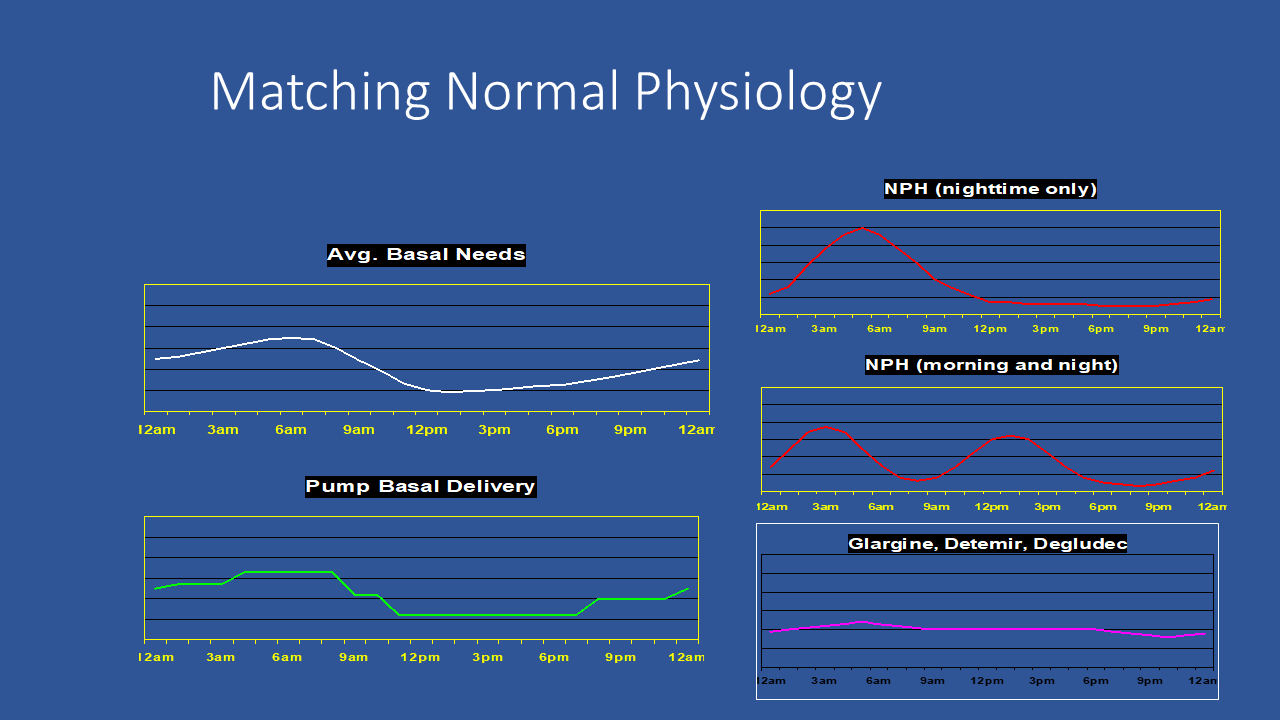 Matching Normal Physiology
Avg. Basal Needs
12am 3am 6am 9am 12pm 3pm 6pm 9pm 12am
Pump Basal Delivery
12am 3am 6am 9am 12pm 3pm 6pm 9pm 12am
NPH (nighttime only)
12am 3am 6am 9am 12pm 3pm 6pm 9pm 12am
NPH (morning and night)
12am 3am 6am 9am 12pm 3pm 6pm 9pm 12am
Glargine, Detemir, Degludec
12am 3am 6am 9am 12pm 3pm 6pm 9pm 12am